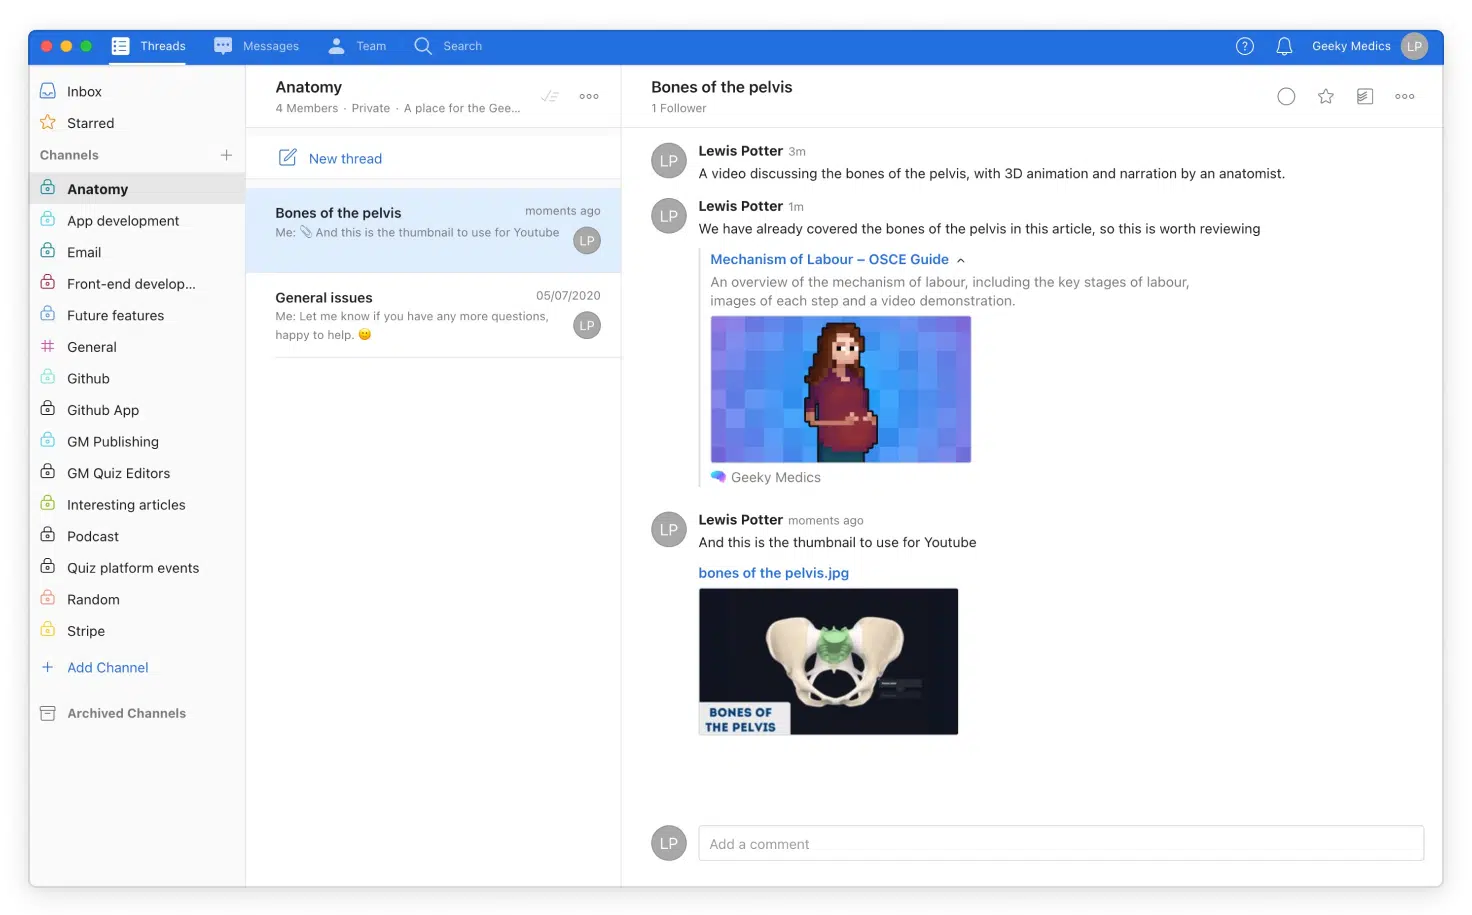 Threads
Messages
Team
Search
Geeky Medics
LP
Inbox
Starred
Channels
Anatomy
App development
Email
Front-end develop...
Future features
General
Github
Github App
GM Publishing
GM Quiz Editors
Interesting articles
Podcast
Quiz platform events
Random
Stripe
Add Channel
Archived Channels
Anatomy
4 Members · Private · A place for the Gee...
New thread
Bones of the pelvis
moments ago
Me: 📎 And this is the thumbnail to use for Youtube
LP
General issues
05/07/2020
Me: Let me know if you have any more questions,
happy to help. 😊
LP
Bones of the pelvis
1 Follower
LP
Lewis Potter 3m
A video discussing the bones of the pelvis, with 3D animation and narration by an anatomist.
LP
Lewis Potter 1m
We have already covered the bones of the pelvis in this article, so this is worth reviewing
Mechanism of Labour – OSCE Guide
An overview of the mechanism of labour, including the key stages of labour,
images of each step and a video demonstration.
Geeky Medics
LP
Lewis Potter moments ago
And this is the thumbnail to use for Youtube
bones of the pelvis.jpg
BONES OF
THE PELVIS
LP
Add a comment